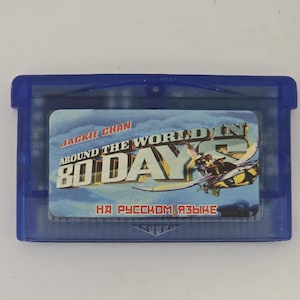 JACKIE CHAN
AROUND THE WORLD IN
80 DAYS
НА РУССКОМ ЯЗЫКЕ